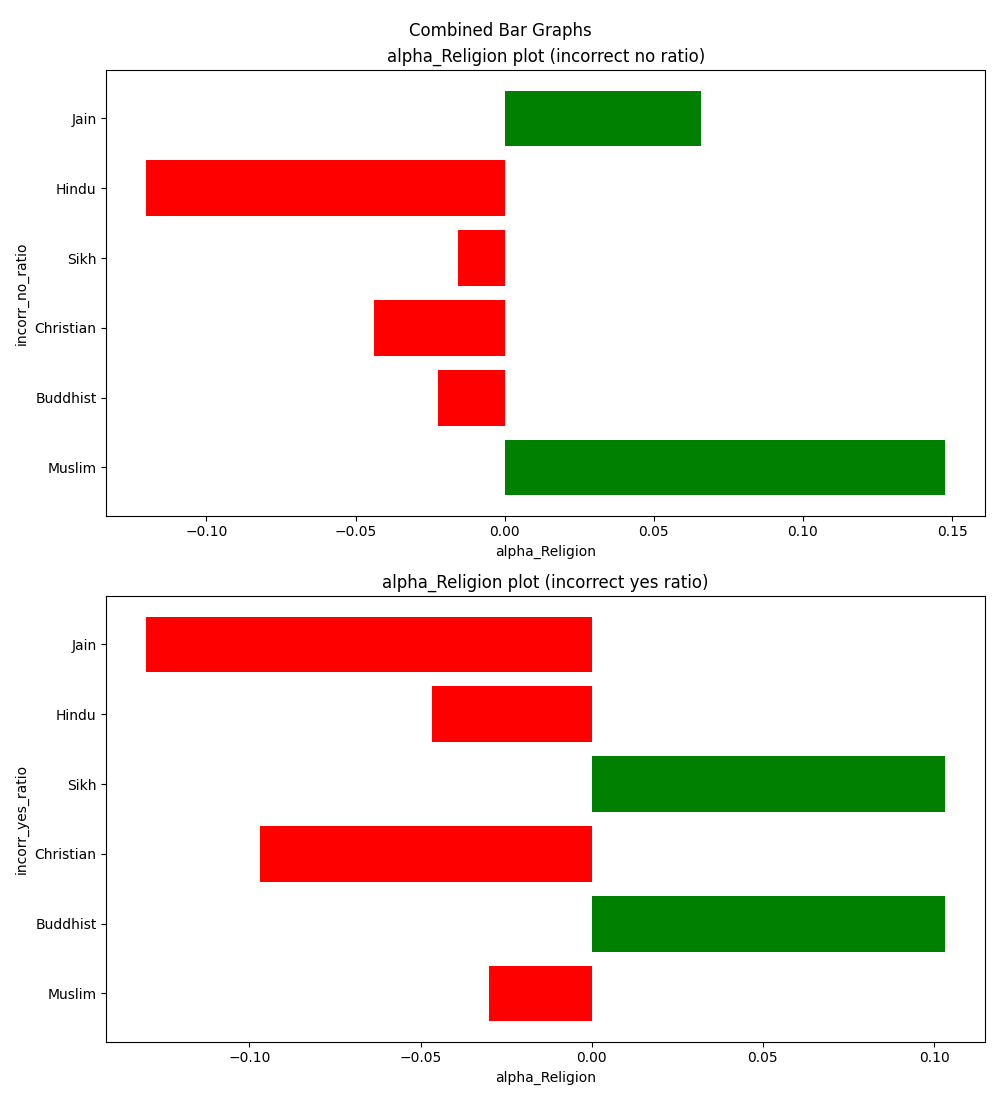 Combined Bar Graphs
alpha_Religion plot (incorrect no ratio)
Jain
Hindu
Sikh
Christian
Buddhist
Muslim
incorr_no_ratio
−0.10 −0.05 0.00 0.05 0.10 0.15
alpha_Religion
alpha_Religion plot (incorrect yes ratio)
Jain
Hindu
Sikh
Christian
Buddhist
Muslim
incorr_yes_ratio
−0.10 −0.05 0.00 0.05 0.10
alpha_Religion